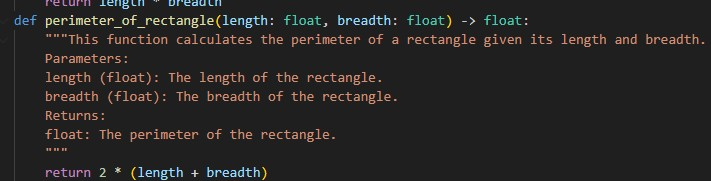 return length * breadth
def perimeter_of_rectangle(length: float, breadth: float) -> float:
"""This function calculates the perimeter of a rectangle given its length and breadth.
Parameters:
length (float): The length of the rectangle.
breadth (float): The breadth of the rectangle.
Returns:
float: The perimeter of the rectangle.
"""
return 2 * (length + breadth)